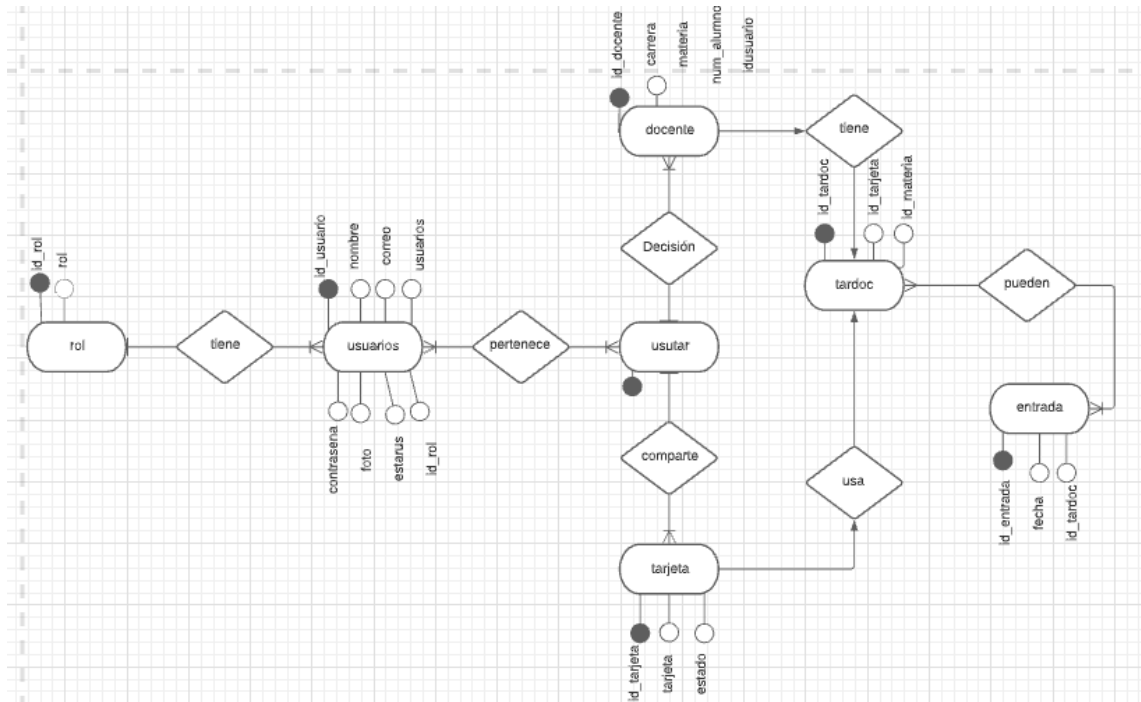 id_docente
carrera
materia
num_alumno
idusuario
docente
tiene
id_tardoc
id_tarjeta
id_materia
Decisión
id_rol
rol
id_usuario
nombre
correo
usuarios
tardoc
pueden
rol
tiene
usuarios
pertenece
usutar
entrada
contrasena
foto
estarus
id_rol
comparte
usa
id_entrada
fecha
id_tardoc
tarjeta
id_tarjeta
tarjeta
estado